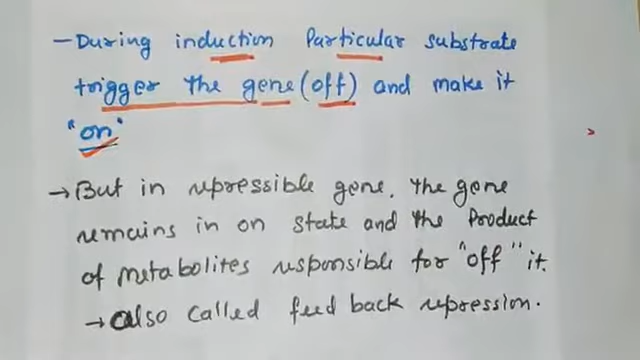 - During induction Particular substrate
trigger the gene (off) and make it
"on"
→ But in repressible gene. The gene
remains in on state and the Product
of metabolites responsible for "off" it.
→ also called feed back repression.